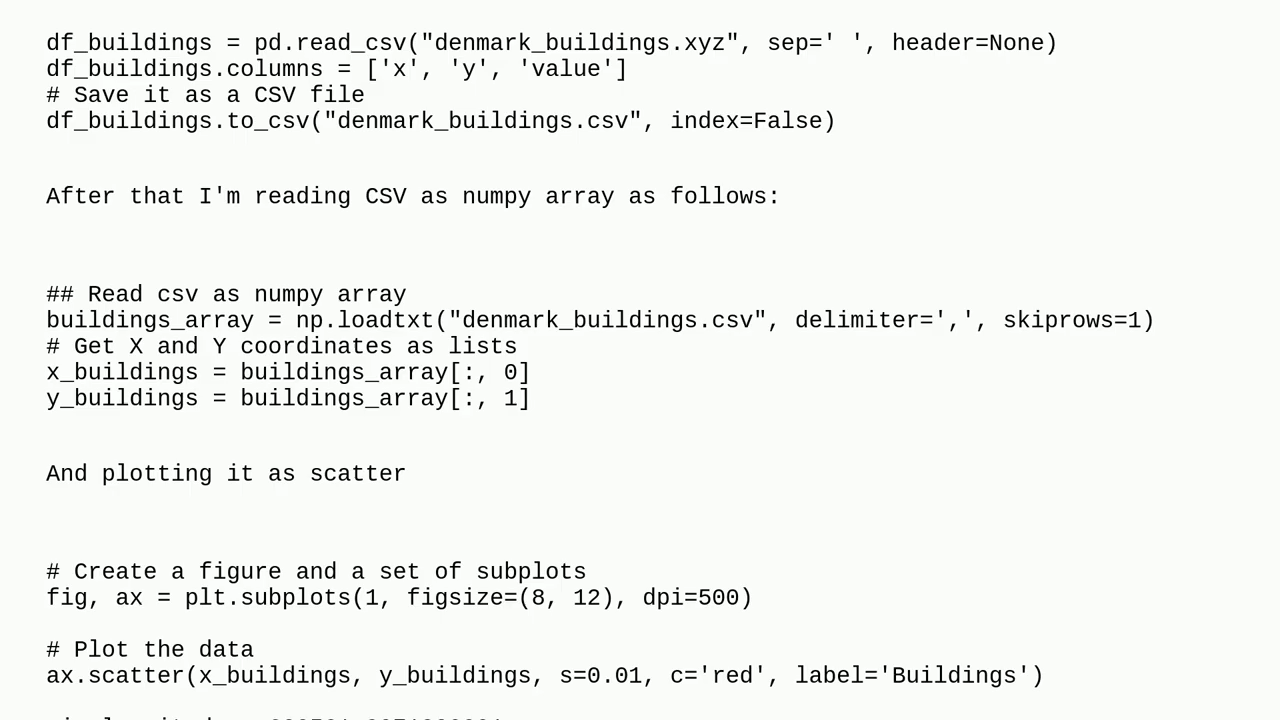 df_buildings = pd.read_csv("denmark_buildings.xyz", sep=' ', header=None)
df_buildings.columns = ['x', 'y', 'value']
# Save it as a CSV file
df_buildings.to_csv("denmark_buildings.csv", index=False)
After that I'm reading CSV as numpy array as follows:
## Read csv as numpy array
buildings_array = np.loadtxt("denmark_buildings.csv", delimiter=',', skiprows=1)
# Get X and Y coordinates as lists
x_buildings = buildings_array[:, 0]
y_buildings = buildings_array[:, 1]
And plotting it as scatter
# Create a figure and a set of subplots
fig, ax = plt.subplots(1, figsize=(8, 12), dpi=500)
# Plot the data
ax.scatter(x_buildings, y_buildings, s=0.01, c='red', label='Buildings')